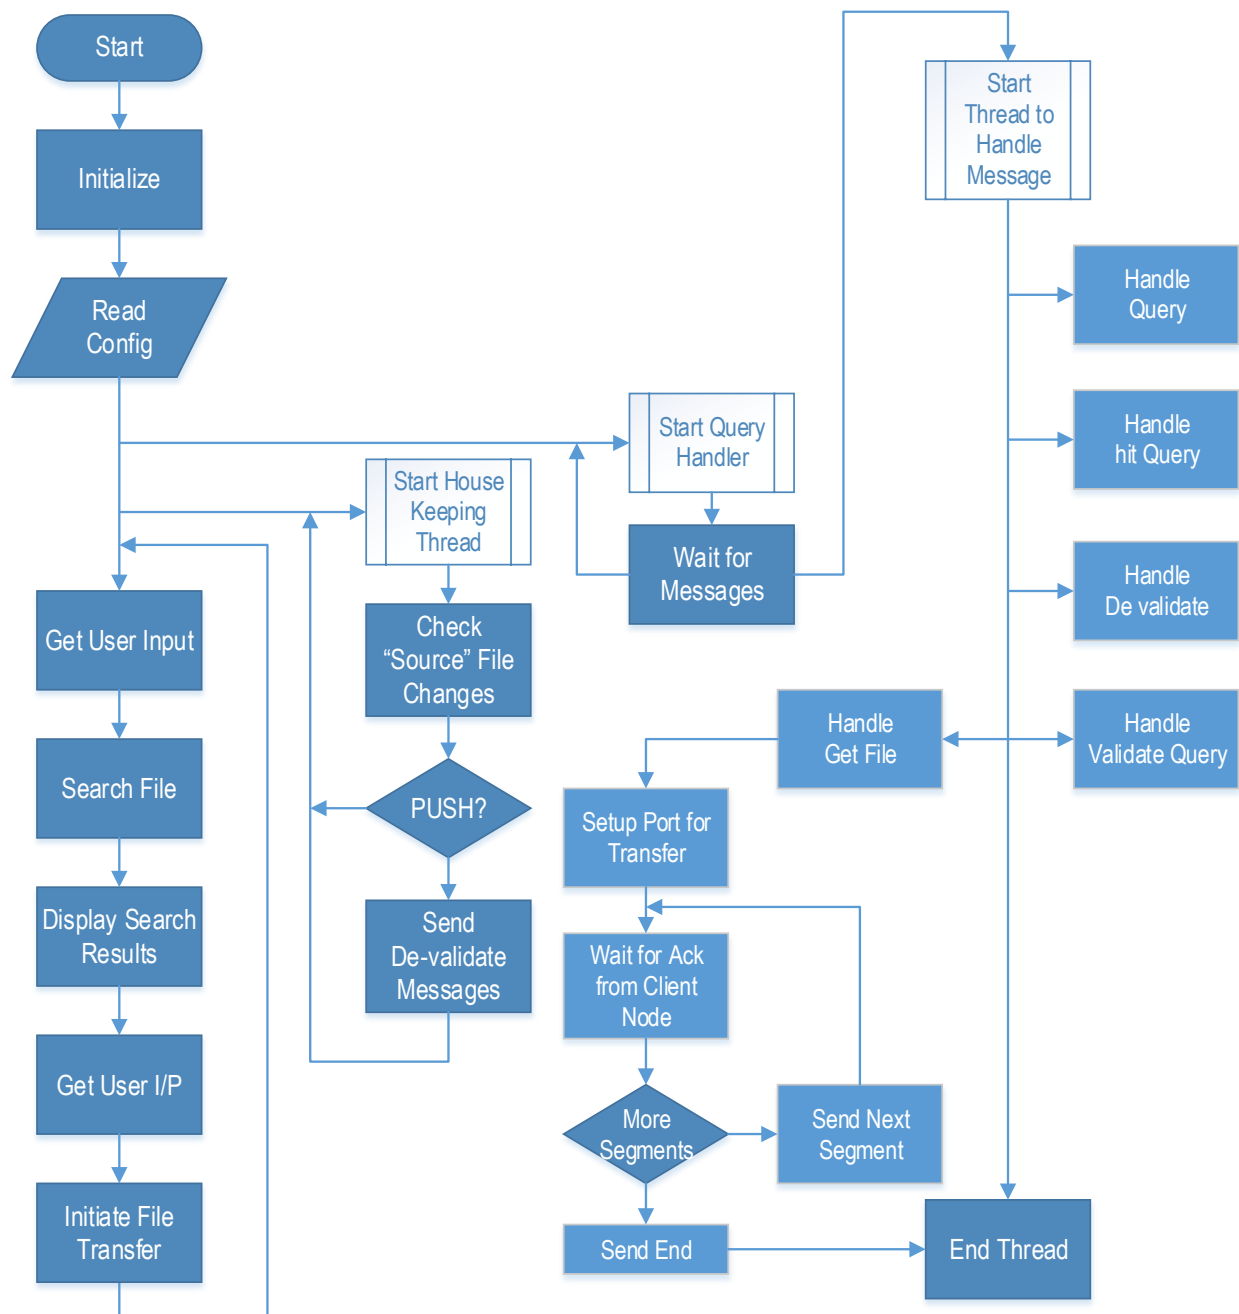 Start
Initialize
Read
Config
Get User Input
Search File
Display Search
Results
Get User I/P
Initiate File
Transfer
Start House
Keeping
Thread
Check
“Source” File
Changes
PUSH?
Send
De-validate
Messages
Start Query
Handler
Wait for
Messages
Start
Thread to
Handle
Message
Handle
Query
Handle
hit Query
Handle
De validate
Handle
Validate Query
Handle
Get File
Setup Port for
Transfer
Wait for Ack
from Client
Node
More
Segments
Send Next
Segment
Send End
End Thread